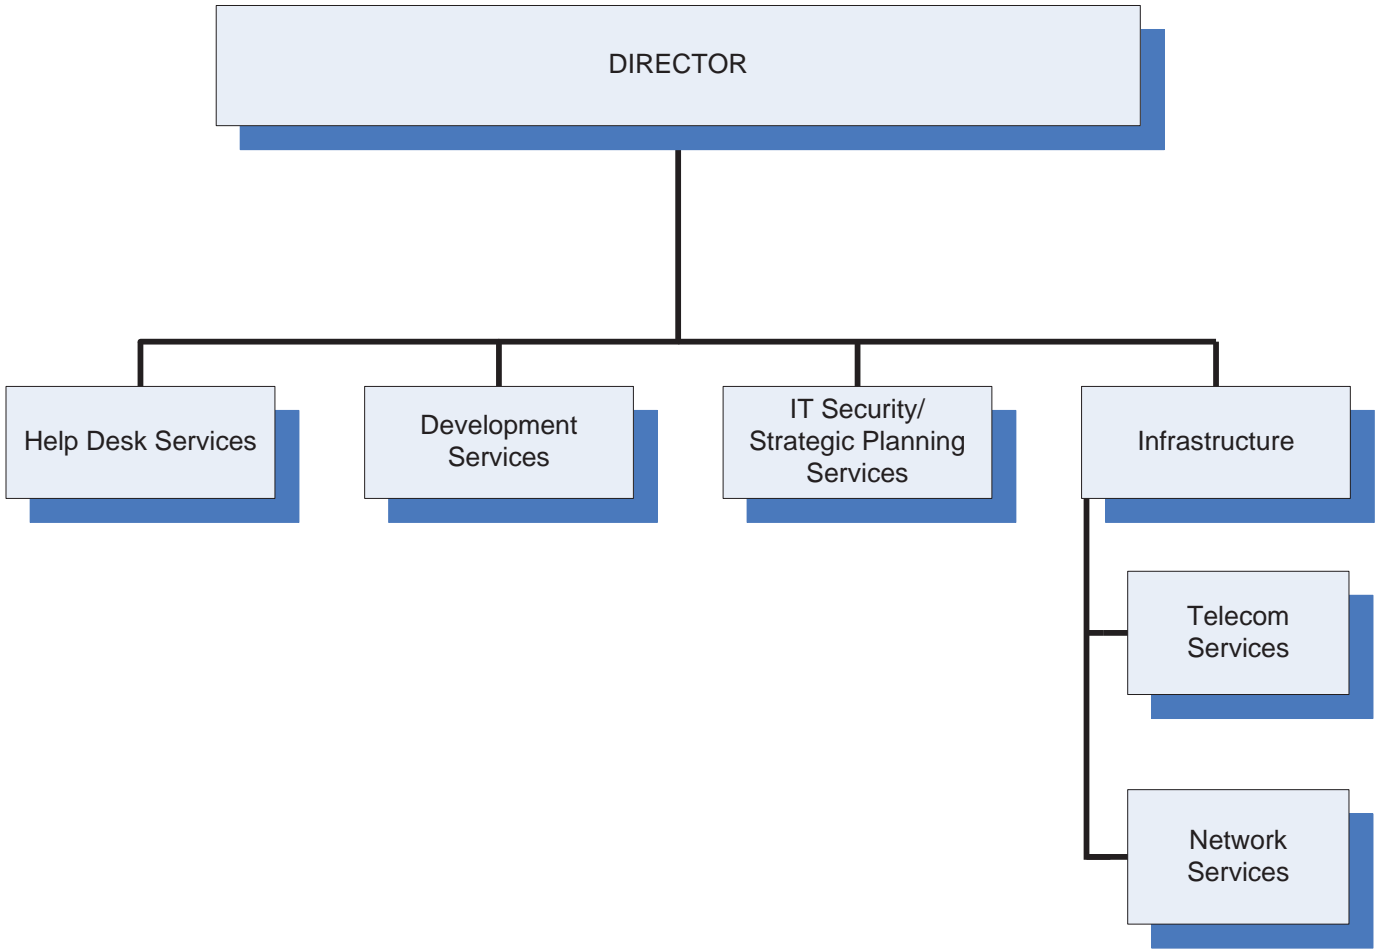 DIRECTOR
Help Desk Services
Development
Services
IT Security/
Strategic Planning
Services
Infrastructure
Telecom
Services
Network
Services